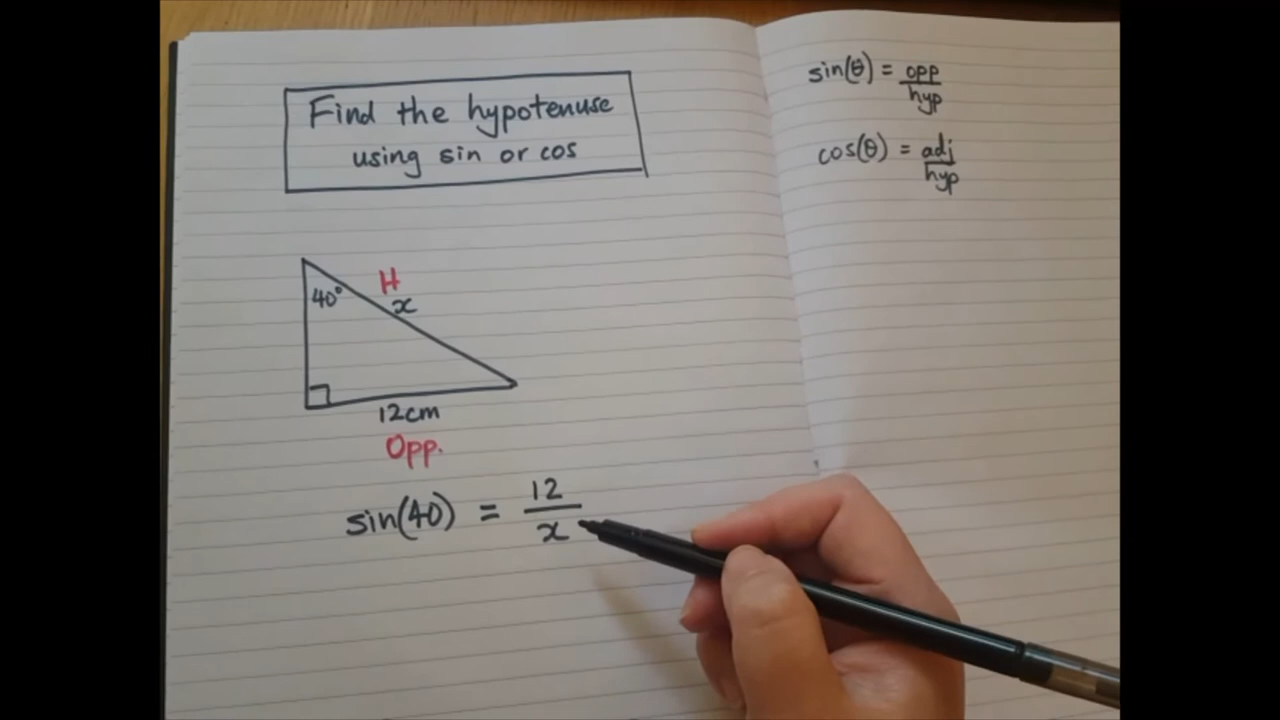 Find the hypotenuse
using sin or cos
sin(θ) = opp
hyp
cos(θ) = adj
hyp
40°
H
x
12cm
Opp.
sin(40) = 12
x